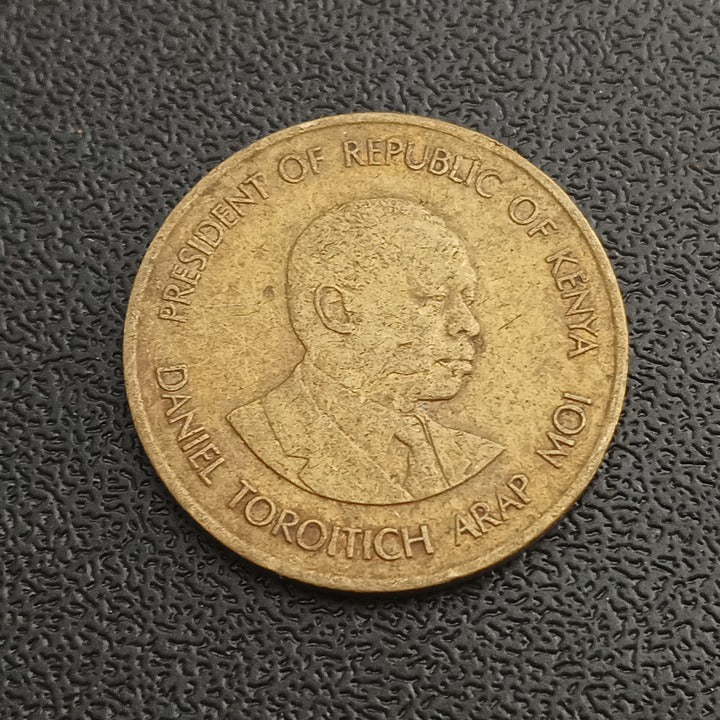 PRESIDENT OF REPUBLIC OF KENYA
DANIEL TOROITICH ARAP MOI